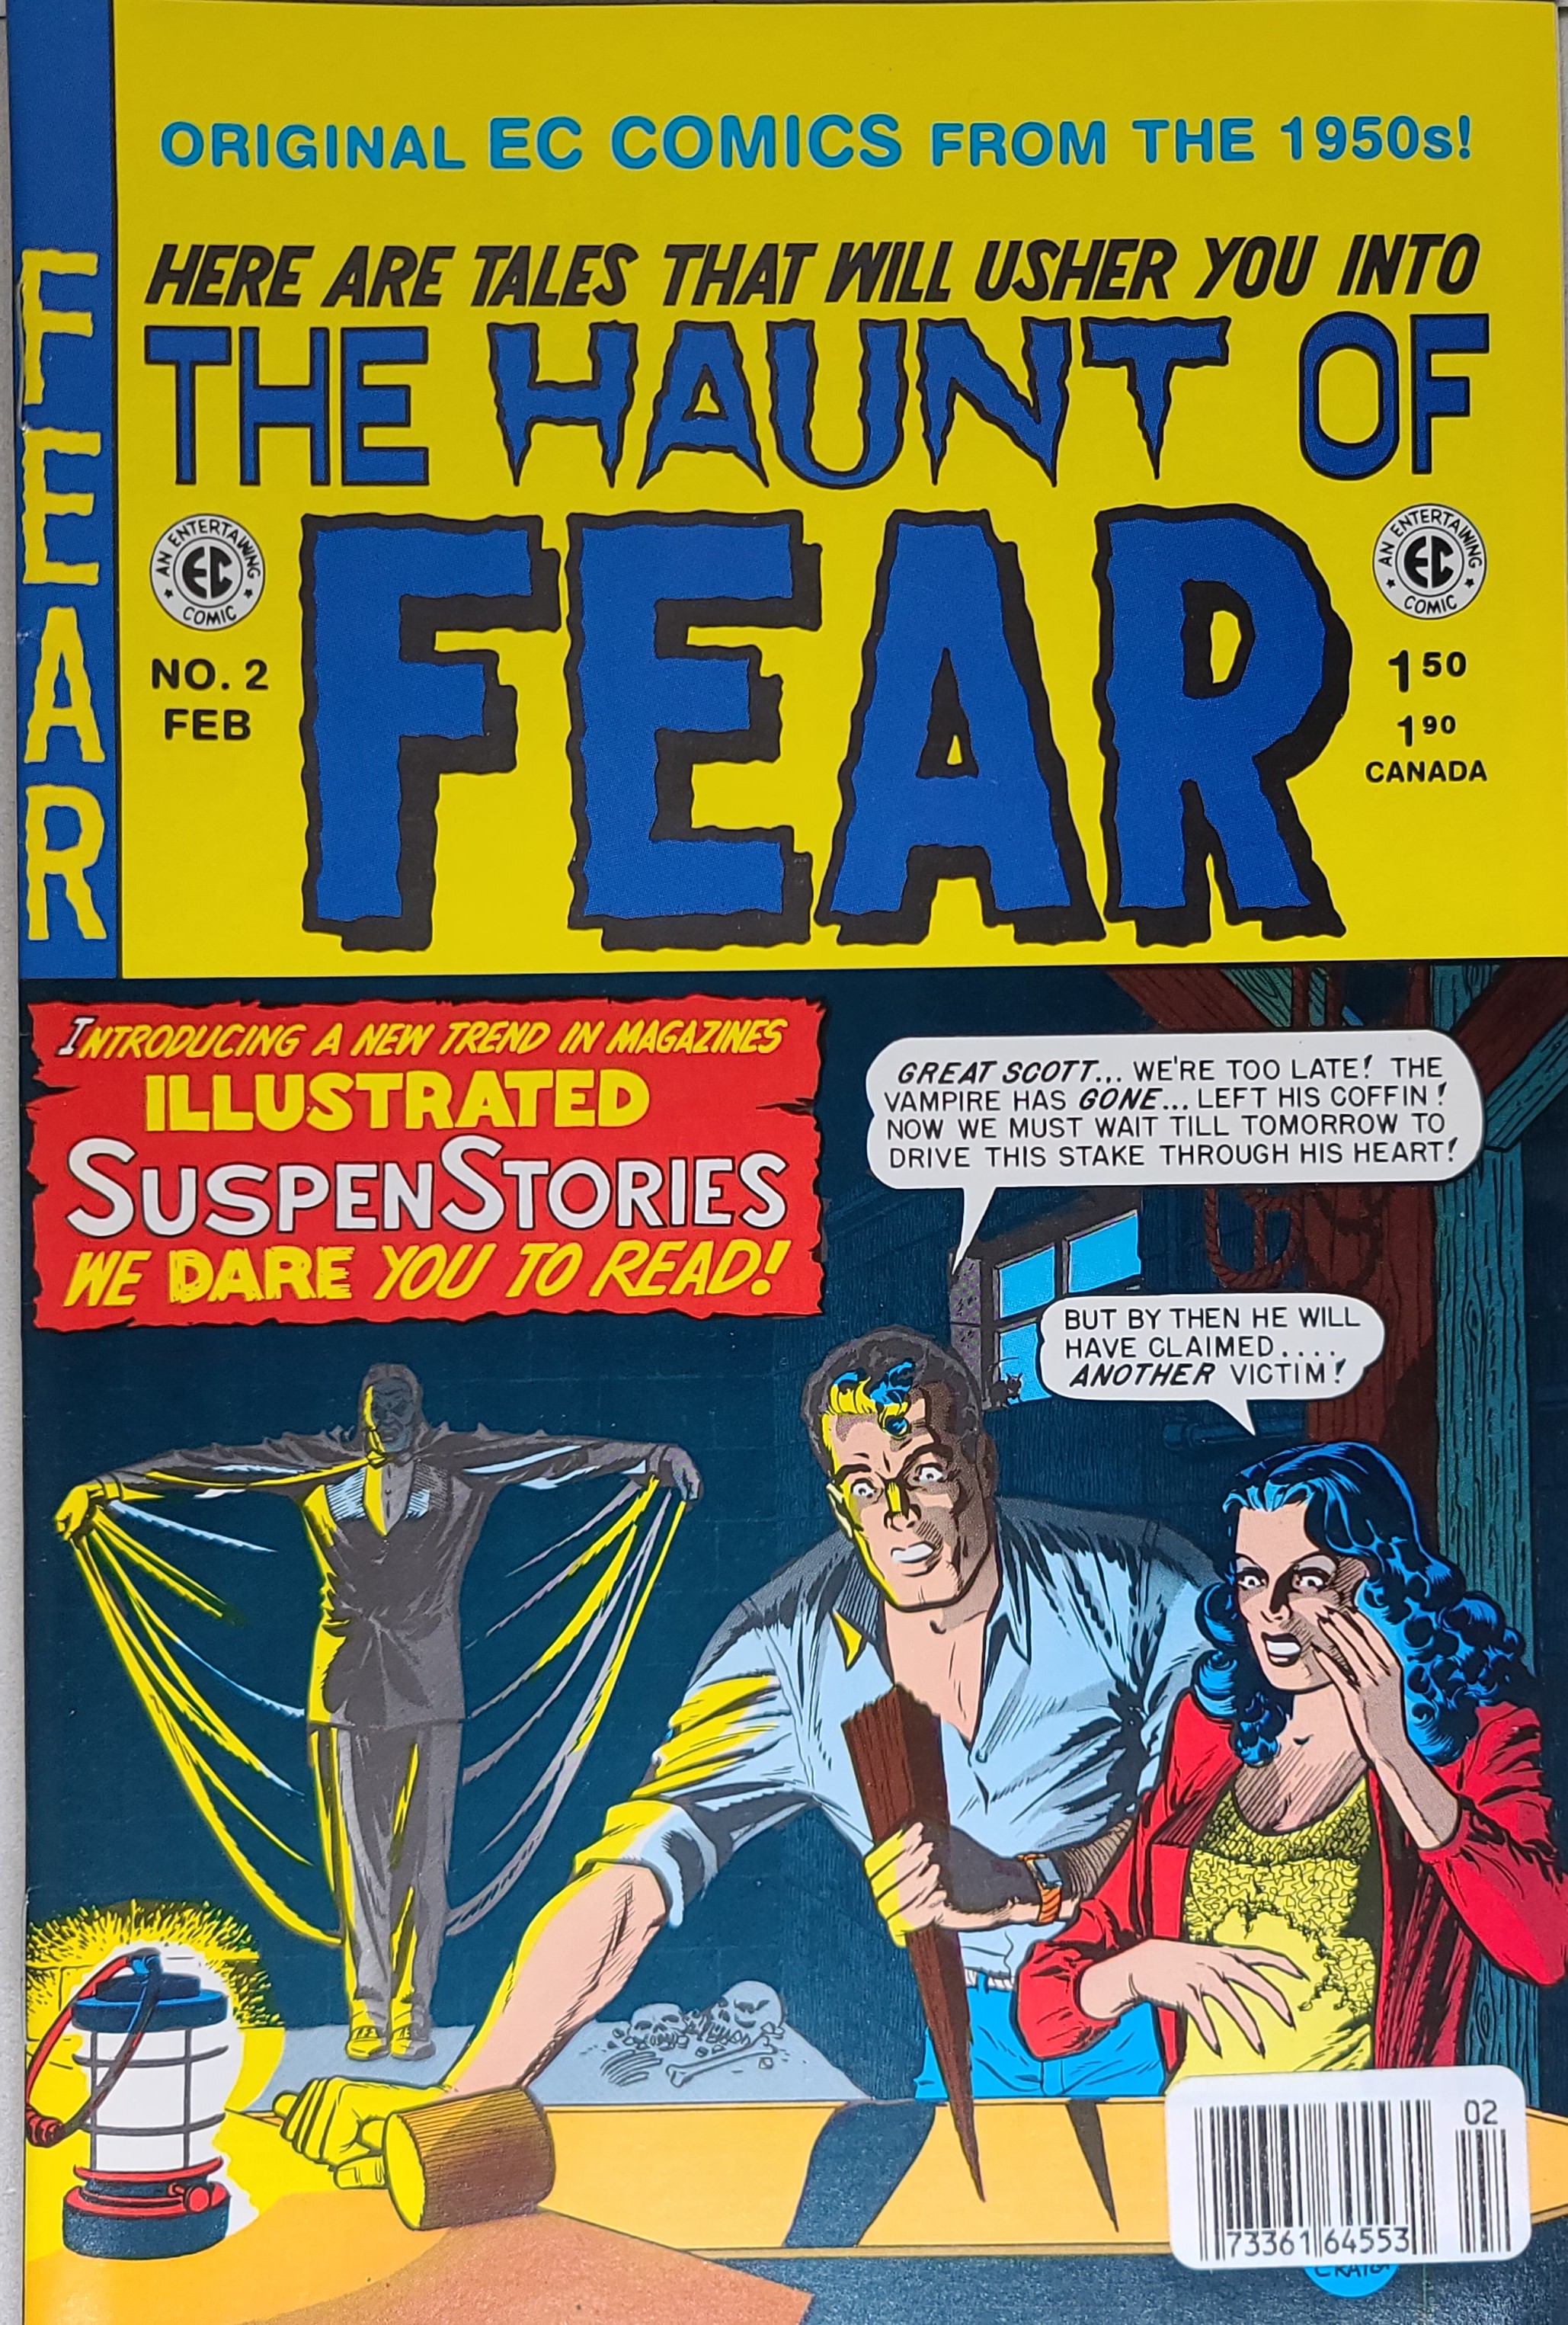 ORIGINAL EC COMICS FROM THE 1950s!
HERE ARE TALES THAT WILL USHER YOU INTO
THE HAUNT OF
FEAR
FEAR
AN ENTERTAINING
EC
COMIC
NO. 2
FEB
AN ENTERTAINING
EC
COMIC
1 50
1 90
CANADA
INTRODUCING A NEW TREND IN MAGAZINES
ILLUSTRATED
SUSPENSTORIES
WE DARE YOU TO READ!
GREAT SCOTT... WE'RE TOO LATE! THE
VAMPIRE HAS GONE... LEFT HIS COFFIN!
NOW WE MUST WAIT TILL TOMORROW TO
DRIVE THIS STAKE THROUGH HIS HEART!
BUT BY THEN HE WILL
HAVE CLAIMED....
ANOTHER VICTIM!
02
73361 64553